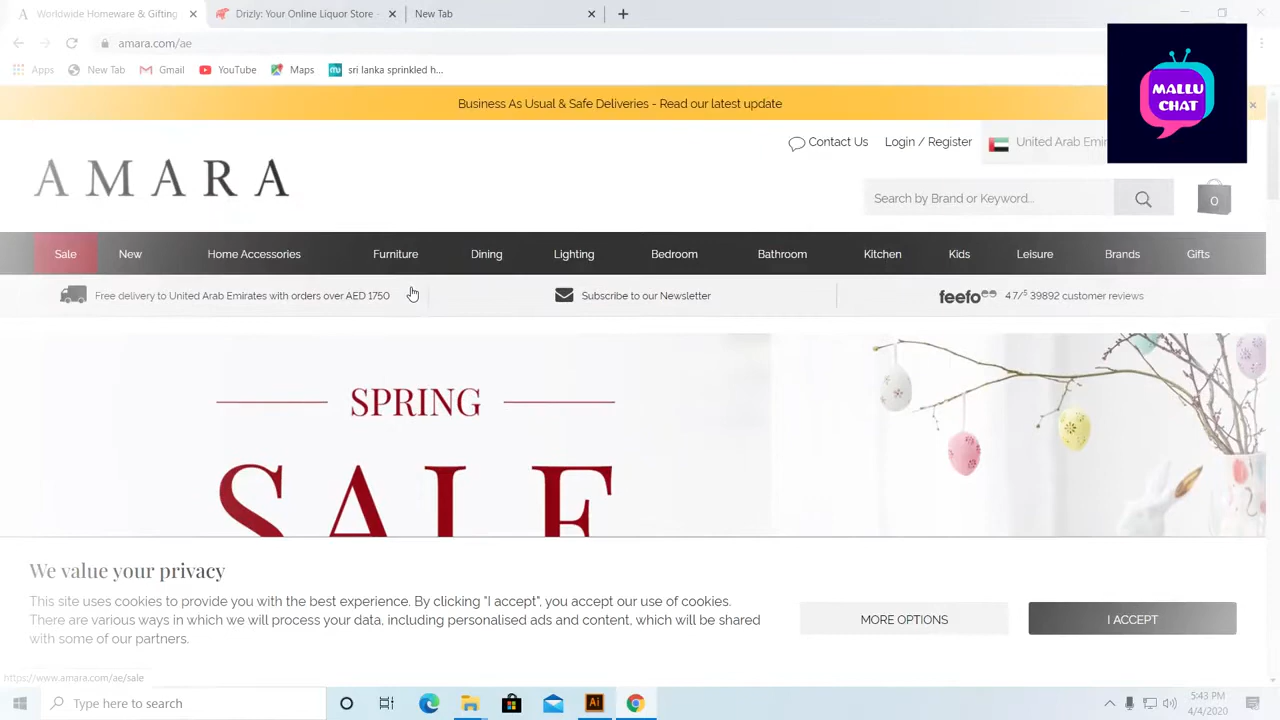 Worldwide Homeware & Gifting
Drizly: Your Online Liquor Store -
New Tab
amara.com/ae
Apps
New Tab
Gmail
YouTube
Maps
sri lanka sprinkled h...
MALLU
CHAT
Business As Usual & Safe Deliveries - Read our latest update
Contact Us
Login / Register
United Arab Emir
AMARA
Search by Brand or Keyword...
0
Sale
New
Home Accessories
Furniture
Dining
Lighting
Bedroom
Bathroom
Kitchen
Kids
Leisure
Brands
Gifts
Free delivery to United Arab Emirates with orders over AED 1750
Subscribe to our Newsletter
feefo 4.7/5 39892 customer reviews
SPRING
SALE
We value your privacy
This site uses cookies to provide you with the best experience. By clicking "I accept", you accept our use of cookies.
There are various ways in which we will process your data, including personalised ads and content, which will be shared
with some of our partners.
MORE OPTIONS
I ACCEPT
https://www.amara.com/ae/sale
Type here to search
Ai
5:43 PM
4/4/2020